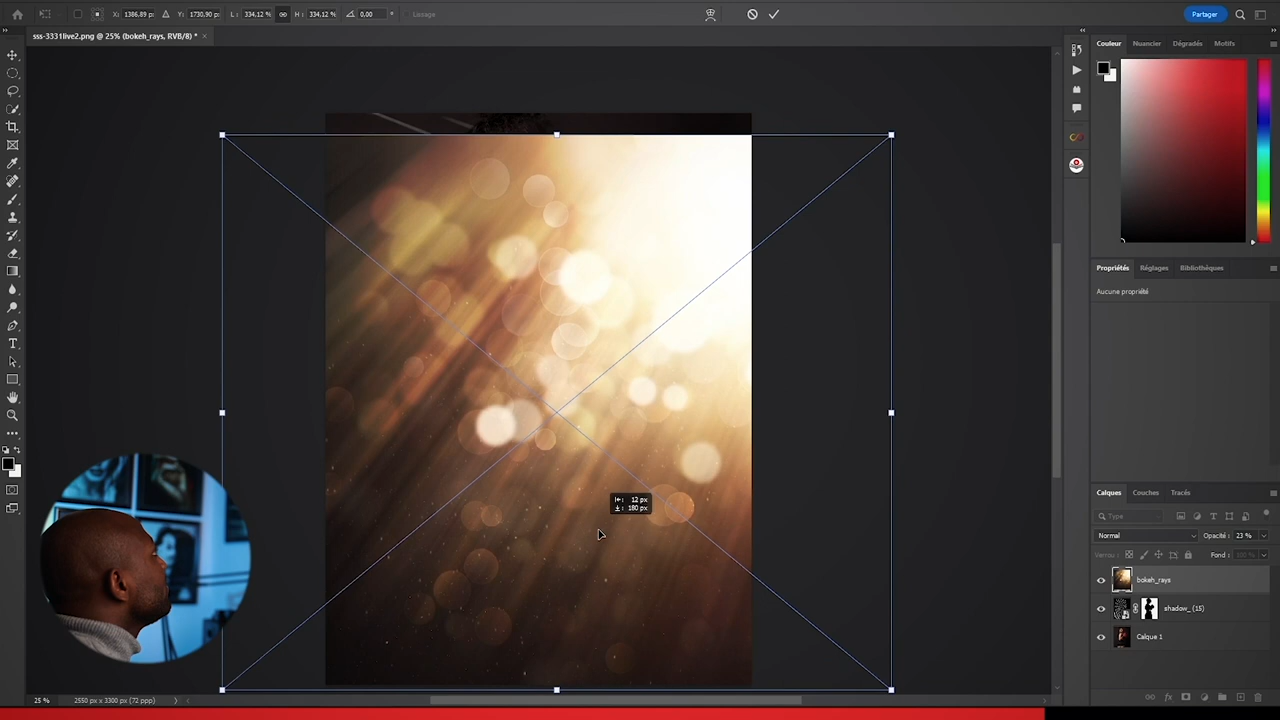 X: 1386.89 px Y: 1730.90 px L: 334.12 % H: 334.12 % 0.00 ° Lissage Partager
sss-3331live2.png @ 25% (bokeh_rays, RVB/8) * ×
Couleur Nuancier Dégradés Motifs
Propriétés Réglages Bibliothèques
Aucune propriété
12 px
180 px
Calques Couches Tracés
Type
Normal Opacité : 23 %
Verrou : Fond : 100 %
bokeh_rays
shadow_ (15)
Calque 1
25 % 2550 px x 3300 px (72 ppp)